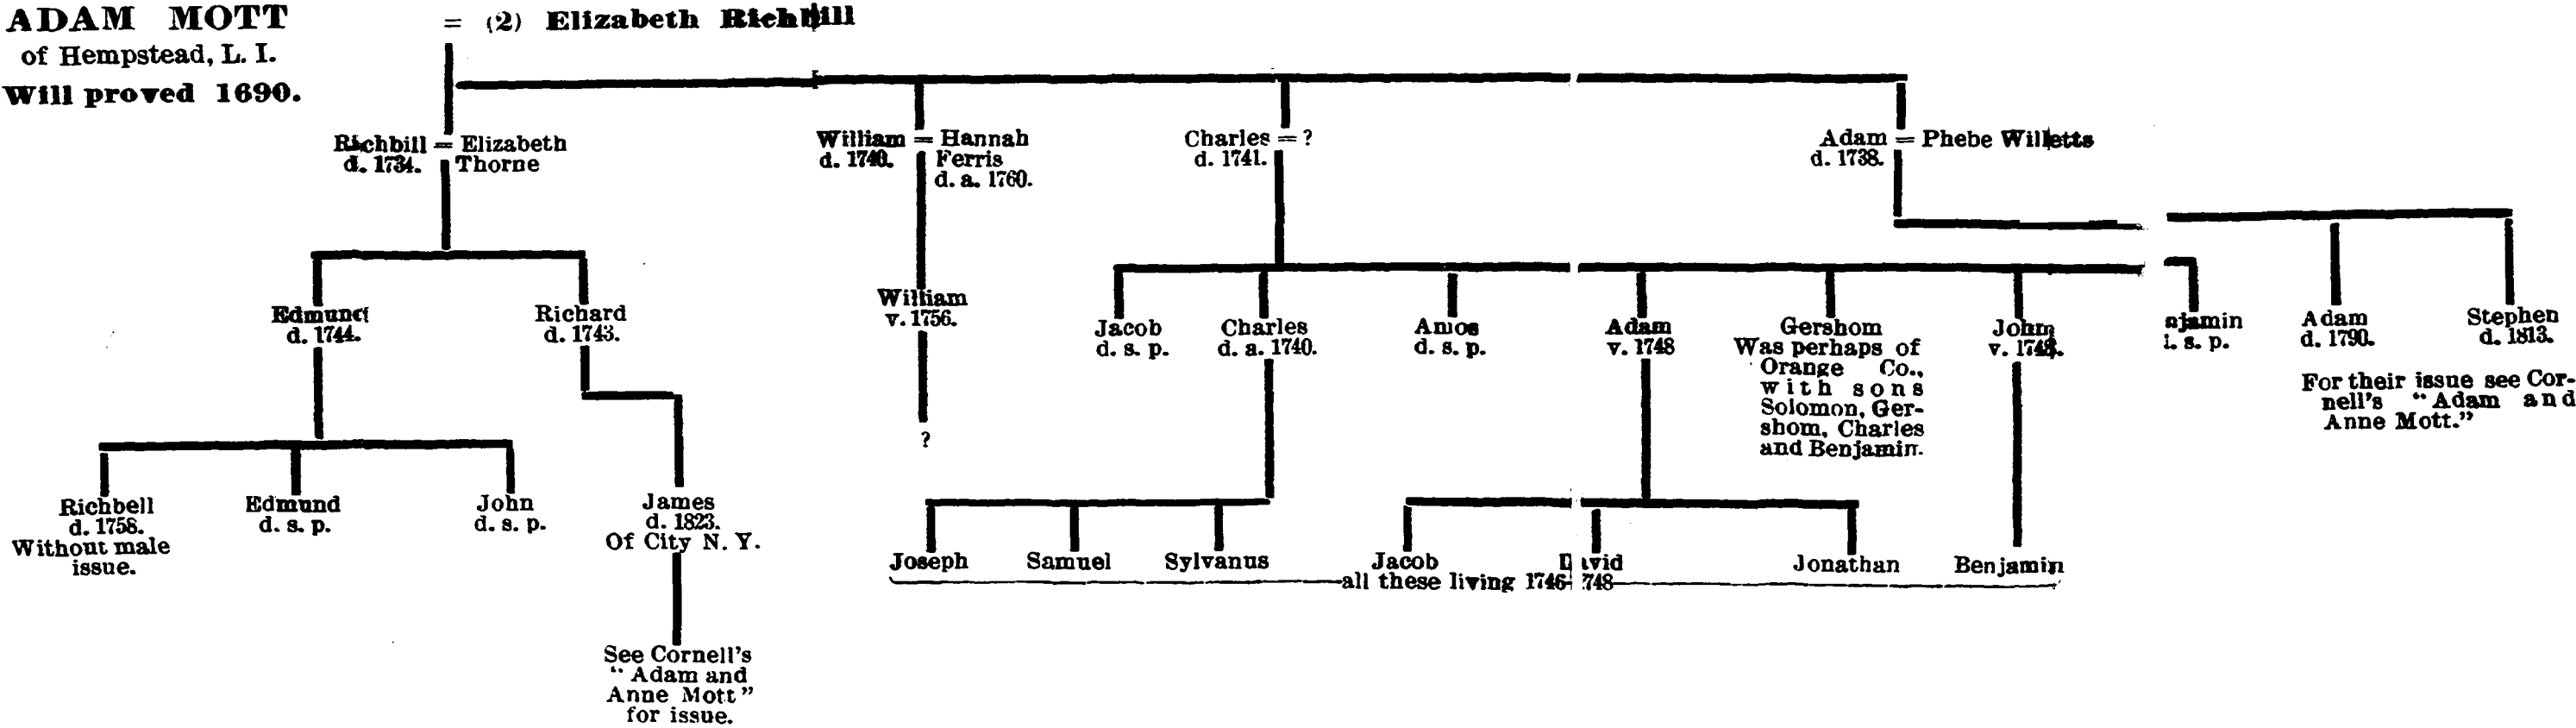 ADAM MOTT = (2) Elizabeth Richbill
of Hempstead, L. I.
Will proved 1690.
Richbill = Elizabeth
d. 1734. Thorne
William = Hannah
d. 1740. Ferris
d. a. 1760.
Charles = ?
d. 1741.
Adam = Phebe Willetts
d. 1738.
Edmund
d. 1744.
Richard
d. 1743.
William
v. 1756.
?
Jacob
d. s. p.
Charles
d. a. 1740.
Amos
d. s. p.
Adam
v. 1748
Gershom
Was perhaps of
Orange Co.,
with sons
Solomon, Ger-
shom, Charles
and Benjamin.
John
v. 1748.
njamin
. s. p.
Adam
d. 1790.
Stephen
d. 1813.
For their issue see Cor-
nell's "Adam and
Anne Mott."
Richbell
d. 1758.
Without male
issue.
Edmund
d. s. p.
John
d. s. p.
James
d. 1823.
Of City N. Y.
See Cornell's
"Adam and
Anne Mott"
for issue.
Joseph Samuel Sylvanus Jacob David Jonathan Benjamin
all these living 1746-1748